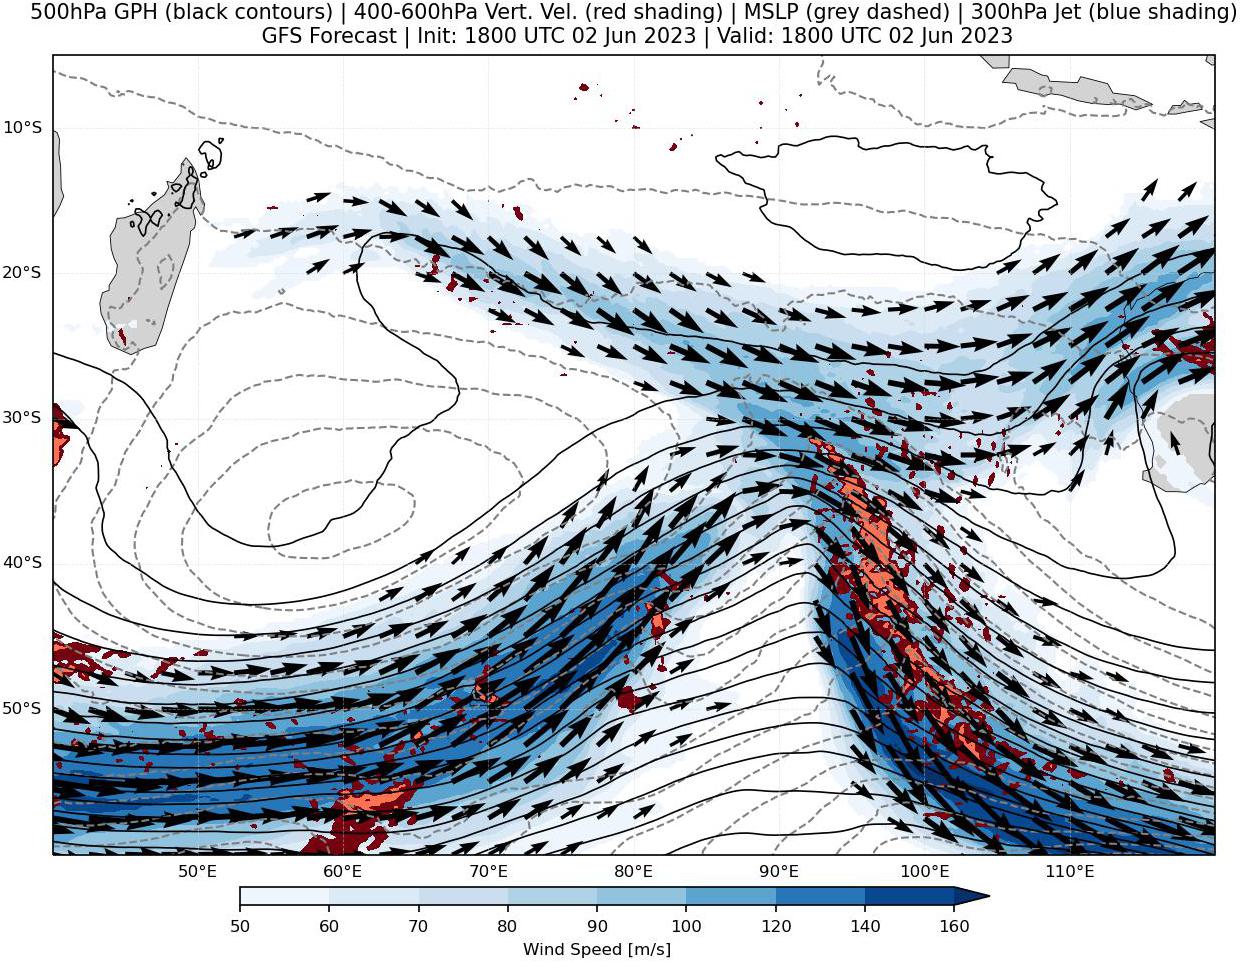 500hPa GPH (black contours) | 400-600hPa Vert. Vel. (red shading) | MSLP (grey dashed) | 300hPa Jet (blue shading)
GFS Forecast | Init: 1800 UTC 02 Jun 2023 | Valid: 1800 UTC 02 Jun 2023
10°S
20°S
30°S
40°S
50°S
50°E 60°E 70°E 80°E 90°E 100°E 110°E
50 60 70 80 90 100 120 140 160
Wind Speed [m/s]